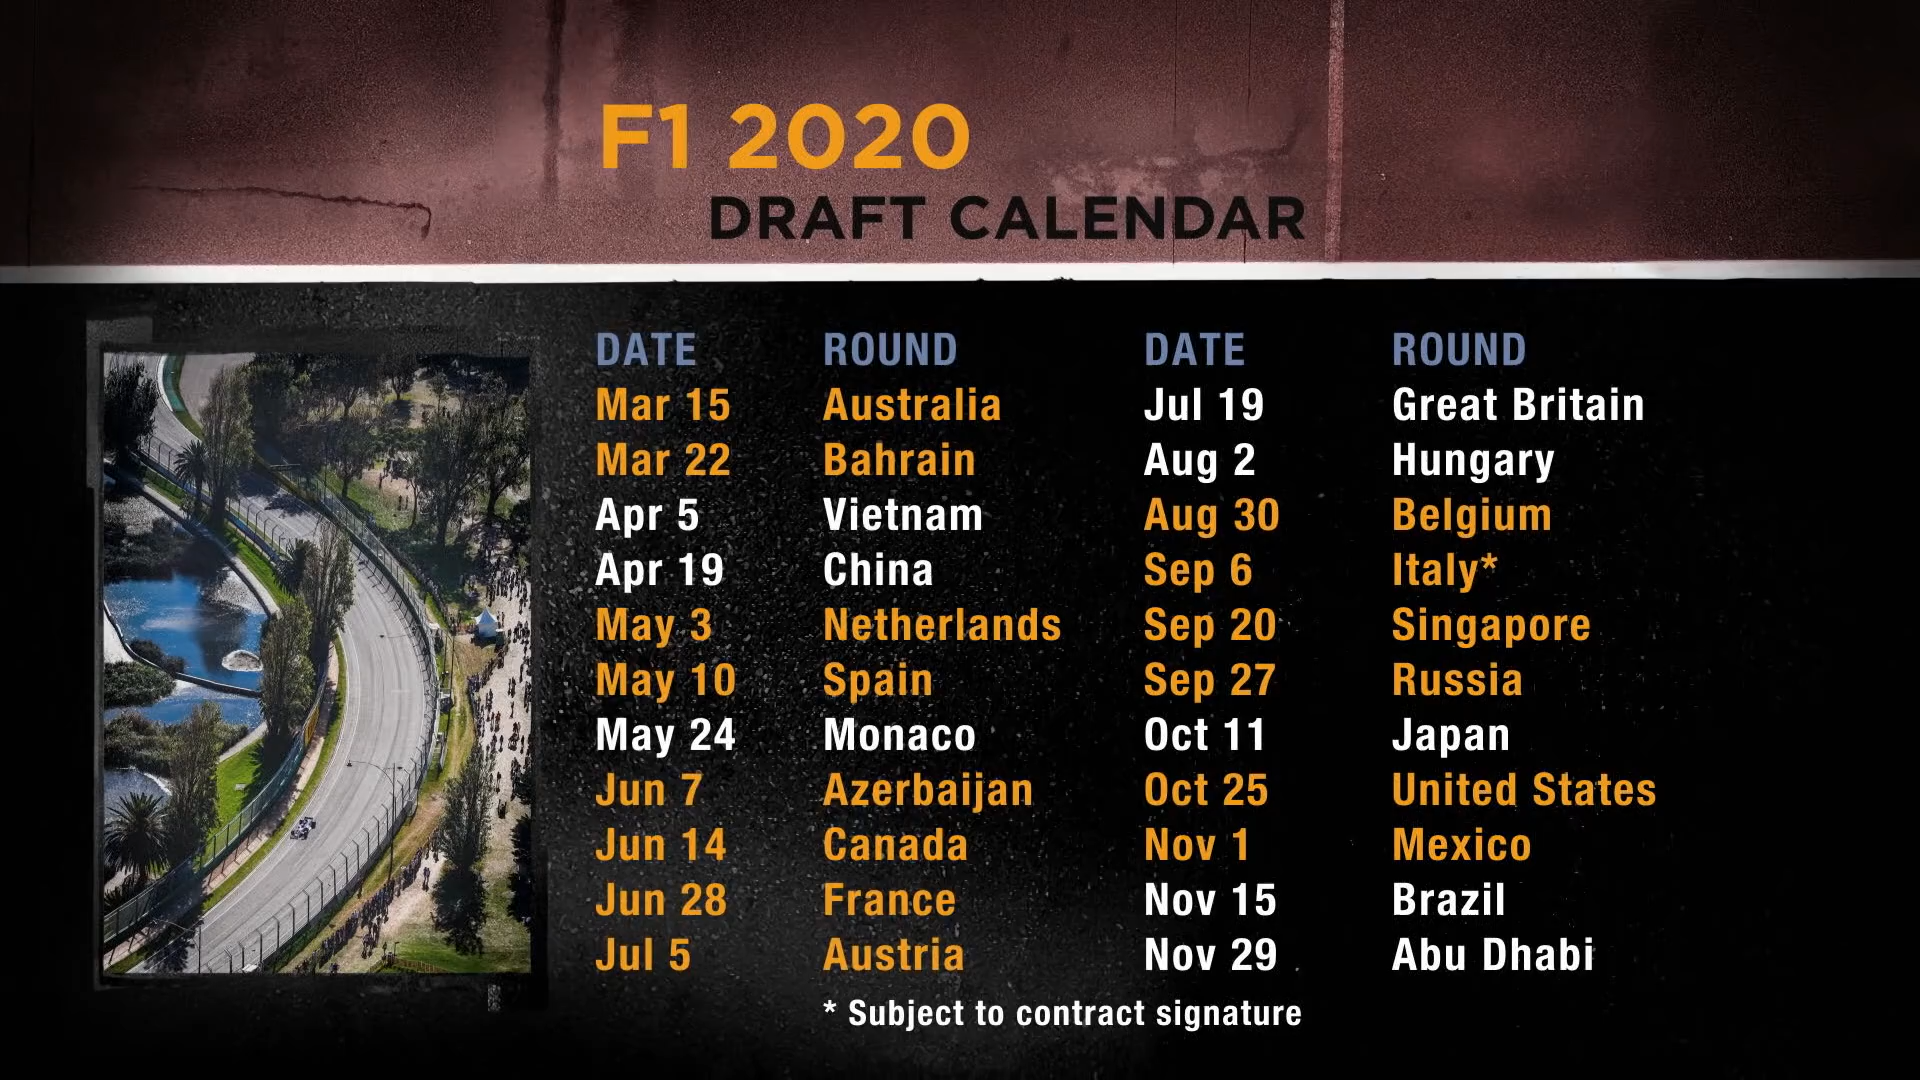 F1 2020
DRAFT CALENDAR
DATE ROUND DATE ROUND
Mar 15 Australia Jul 19 Great Britain
Mar 22 Bahrain Aug 2 Hungary
Apr 5 Vietnam Aug 30 Belgium
Apr 19 China Sep 6 Italy*
May 3 Netherlands Sep 20 Singapore
May 10 Spain Sep 27 Russia
May 24 Monaco Oct 11 Japan
Jun 7 Azerbaijan Oct 25 United States
Jun 14 Canada Nov 1 Mexico
Jun 28 France Nov 15 Brazil
Jul 5 Austria Nov 29 Abu Dhabi
* Subject to contract signature